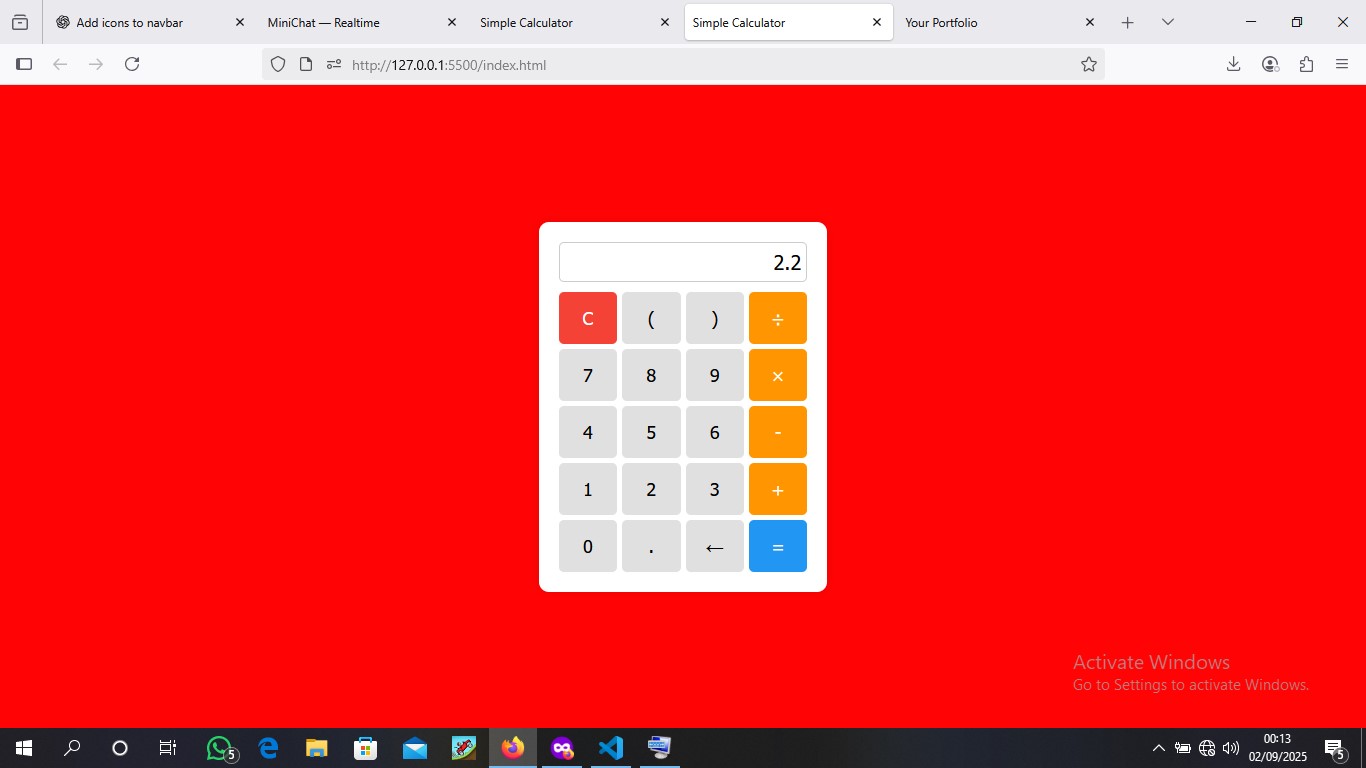 Add icons to navbar
MiniChat — Realtime
Simple Calculator
Simple Calculator
Your Portfolio
http://127.0.0.1:5500/index.html
2.2
C ( ) ÷
7 8 9 ×
4 5 6 -
1 2 3 +
0 . ← =
Activate Windows
Go to Settings to activate Windows.
5
00:13
02/09/2025
5